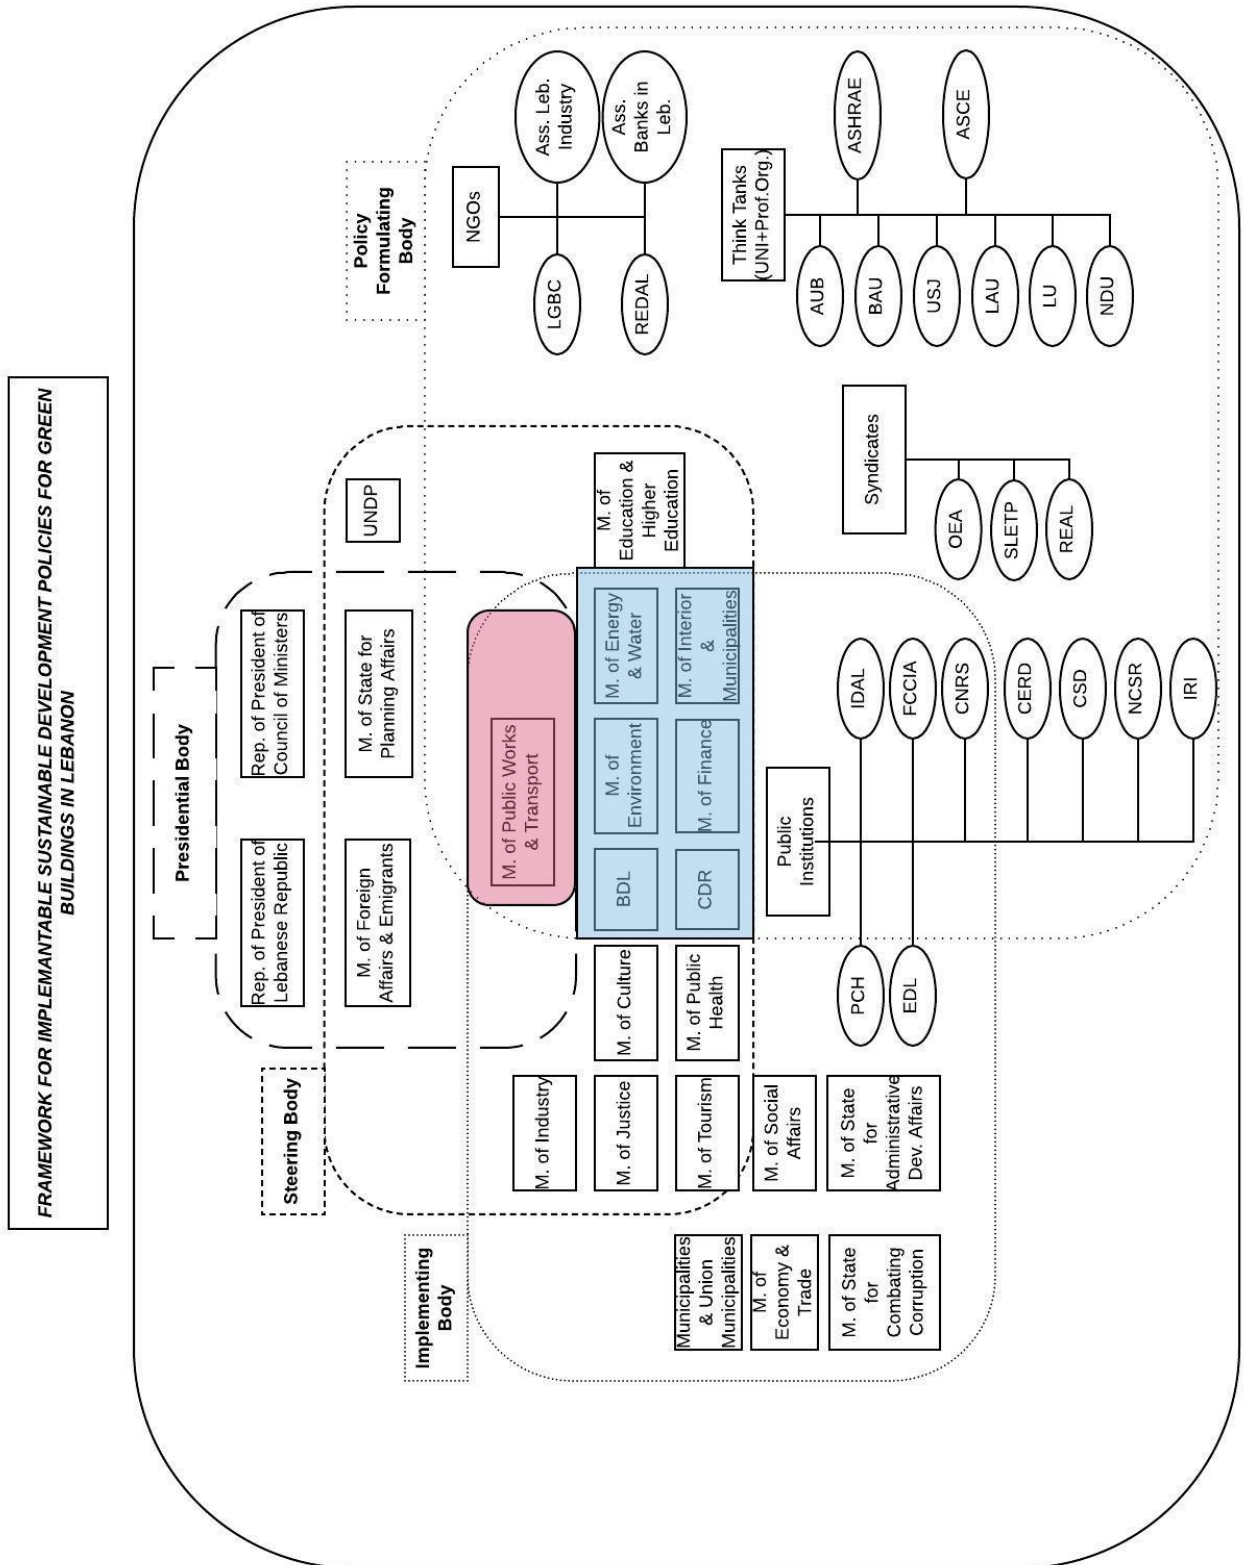 FRAMEWORK FOR IMPLEMANTABLE SUSTAINABLE DEVELOPMENT POLICIES FOR GREEN
BUILDINGS IN LEBANON
Presidential Body
Rep. of President of
Lebanese Republic
Rep. of President of
Council of Ministers
Steering Body
M. of Foreign
Affairs & Emigrants
M. of State for
Planning Affairs
UNDP
Policy
Formulating
Body
Implementing
Body
M. of Public Works
& Transport
M. of Industry
M. of Justice
M. of Culture
BDL
M. of
Environment
M. of Energy
& Water
M. of
Education &
Higher
Education
Municipalities
& Union
Municipalities
M. of Tourism
M. of Public
Health
CDR
M. of Finance
M. of Interior
&
Municipalities
M. of
Economy &
Trade
M. of Social
Affairs
M. of State
for
Combating
Corruption
M. of State
for
Administrative
Dev. Affairs
Public
Institutions
PCH
EDL
IDAL
FCCIA
CNRS
CERD
CSD
NCSR
IRI
Syndicates
OEA
SLETP
REAL
NGOs
LGBC
REDAL
Ass. Leb.
Industry
Ass.
Banks in
Leb.
Think Tanks
(UNI+Prof.Org.)
AUB
BAU
USJ
LAU
LU
NDU
ASHRAE
ASCE